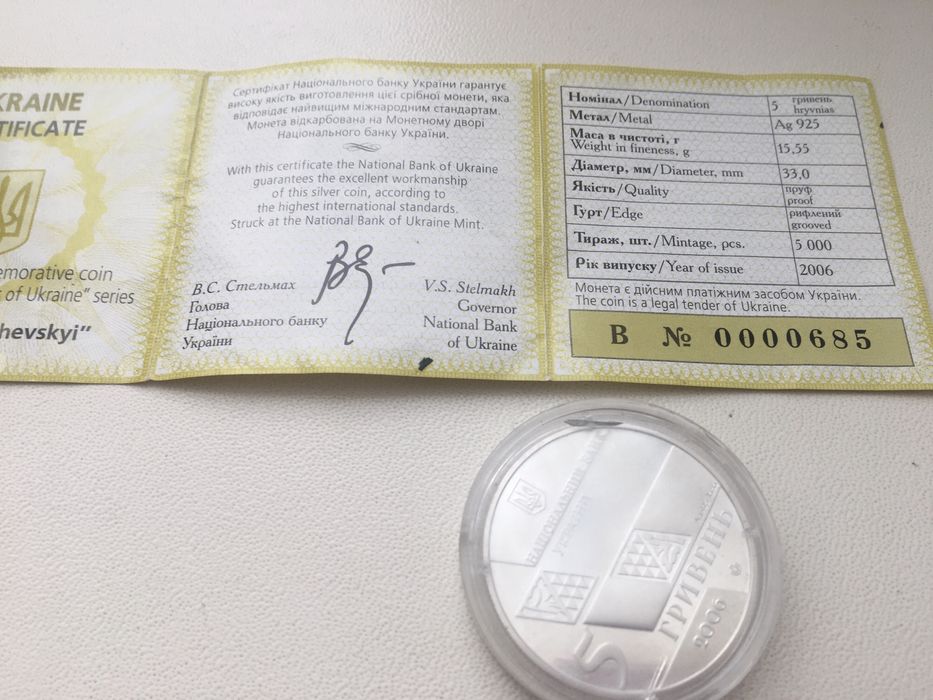 KRAINE
TIFICATE
emorative coin
of Ukraine" series
hevskyi"
Сертифікат Національного банку України гарантує
високу якість виготовлення цієї срібної монети, яка
відповідає найвищим міжнародним стандартам.
Монета відкарбована на Монетному дворі
Національного банку України.
With this certificate the National Bank of Ukraine
guarantees the excellent workmanship
of this silver coin, according to
the highest international standards.
Struck at the National Bank of Ukraine Mint.
В.С. Стельмах
Голова
Національного банку
України
V.S. Stelmakh
Governor
National Bank
of Ukraine
Номінал/Denomination 5 гривень hryvnias
Метал/Metal Ag 925
Маса в чистоті, г
Weight in fineness, g 15,55
Діаметр, мм/Diameter, mm 33,0
Якість/Quality пруф proof
Гурт/Edge рифлений grooved
Тираж, шт./Mintage, pcs. 5 000
Рік випуску/Year of issue 2006
Монета є дійсним платіжним засобом України.
The coin is a legal tender of Ukraine.
В № 0000685
НАЦІОНАЛЬНИЙ БАНК
УКРАЇНИ
5
ГРИВЕНЬ
2006